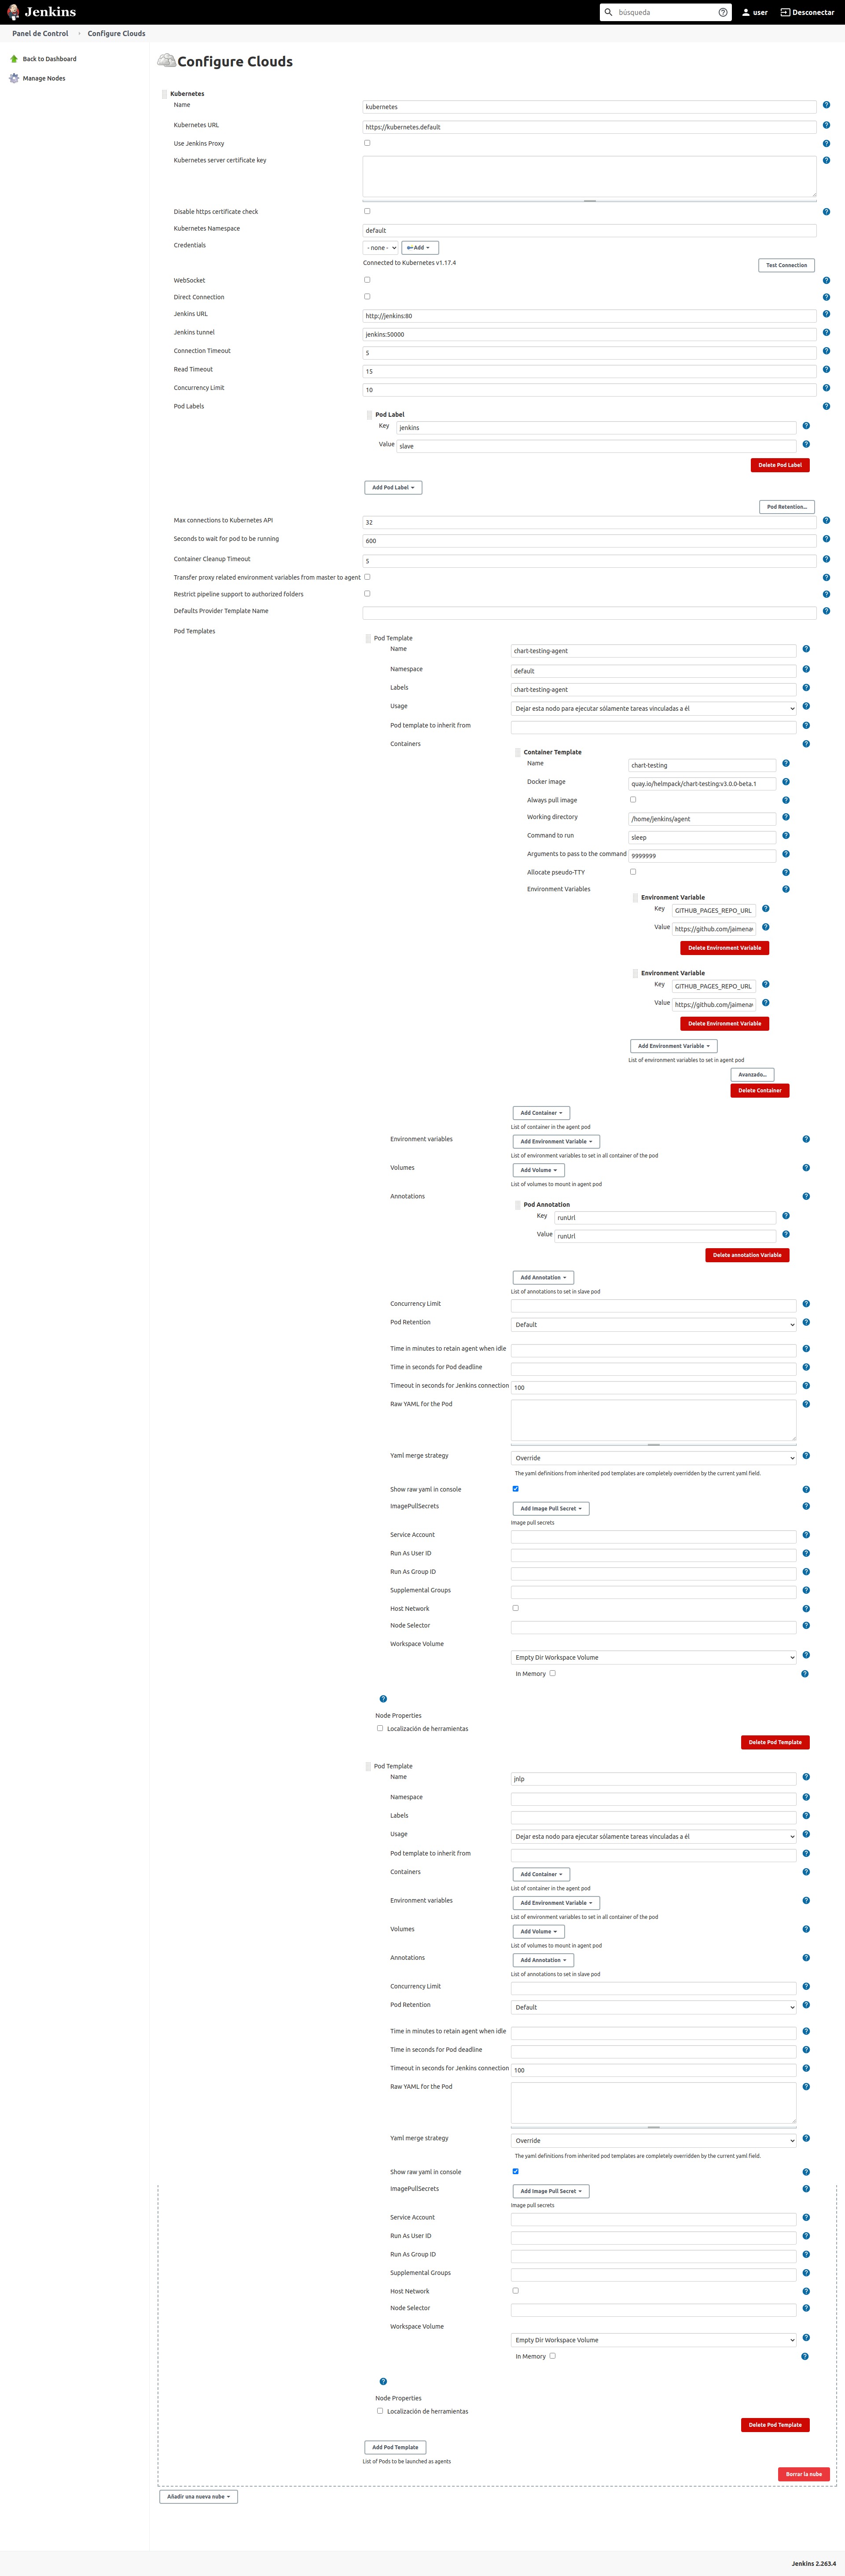 Jenkins
búsqueda
user
Desconectar
Panel de Control
Configure Clouds
Back to Dashboard
Manage Nodes
Configure Clouds
Kubernetes
Name
kubernetes
Kubernetes URL
https://kubernetes.default
Use Jenkins Proxy
Kubernetes server certificate key
Disable https certificate check
Kubernetes Namespace
default
Credentials
- none -
Add
Connected to Kubernetes v1.17.4
Test Connection
WebSocket
Direct Connection
Jenkins URL
http://jenkins:80
Jenkins tunnel
jenkins:50000
Connection Timeout
5
Read Timeout
15
Concurrency Limit
10
Pod Labels
Pod Label
Key
jenkins
Value
slave
Delete Pod Label
Add Pod Label
Pod Retention...
Max connections to Kubernetes API
32
Seconds to wait for pod to be running
600
Container Cleanup Timeout
5
Transfer proxy related environment variables from master to agent
Restrict pipeline support to authorized folders
Defaults Provider Template Name
Pod Templates
Pod Template
Name
chart-testing-agent
Namespace
default
Labels
chart-testing-agent
Usage
Dejar esta nodo para ejecutar sólamente tareas vinculadas a él
Pod template to inherit from
Containers
Container Template
Name
chart-testing
Docker image
quay.io/helmpack/chart-testing:v3.0.0-beta.1
Always pull image
Working directory
/home/jenkins/agent
Command to run
sleep
Arguments to pass to the command
9999999
Allocate pseudo-TTY
Environment Variables
Environment Variable
Key
GITHUB_PAGES_REPO_URL
Value
https://github.com/jaimena
Delete Environment Variable
Environment Variable
Key
GITHUB_PAGES_REPO_URL
Value
https://github.com/jaimena
Delete Environment Variable
Add Environment Variable
List of environment variables to set in agent pod
Avanzado...
Delete Container
Add Container
List of container in the agent pod
Environment variables
Add Environment Variable
List of environment variables to set in all container of the pod
Volumes
Add Volume
List of volumes to mount in agent pod
Annotations
Pod Annotation
Key
runUrl
Value
runUrl
Delete annotation Variable
Add Annotation
List of annotations to set in slave pod
Concurrency Limit
Pod Retention
Default
Time in minutes to retain agent when idle
Time in seconds for Pod deadline
Timeout in seconds for Jenkins connection
100
Raw YAML for the Pod
Yaml merge strategy
Override
The yaml definitions from inherited pod templates are completely overridden by the current yaml field.
Show raw yaml in console
ImagePullSecrets
Add Image Pull Secret
Image pull secrets
Service Account
Run As User ID
Run As Group ID
Supplemental Groups
Host Network
Node Selector
Workspace Volume
Empty Dir Workspace Volume
In Memory
Node Properties
Localización de herramientas
Delete Pod Template
Pod Template
Name
jnlp
Namespace
Labels
Usage
Dejar esta nodo para ejecutar sólamente tareas vinculadas a él
Pod template to inherit from
Containers
Add Container
List of container in the agent pod
Environment variables
Add Environment Variable
List of environment variables to set in all container of the pod
Volumes
Add Volume
List of volumes to mount in agent pod
Annotations
Add Annotation
List of annotations to set in slave pod
Concurrency Limit
Pod Retention
Default
Time in minutes to retain agent when idle
Time in seconds for Pod deadline
Timeout in seconds for Jenkins connection
100
Raw YAML for the Pod
Yaml merge strategy
Override
The yaml definitions from inherited pod templates are completely overridden by the current yaml field.
Show raw yaml in console
ImagePullSecrets
Add Image Pull Secret
Image pull secrets
Service Account
Run As User ID
Run As Group ID
Supplemental Groups
Host Network
Node Selector
Workspace Volume
Empty Dir Workspace Volume
In Memory
Node Properties
Localización de herramientas
Delete Pod Template
Add Pod Template
List of Pods to be launched as agents
Borrar la nube
Añadir una nueva nube
Jenkins 2.263.4